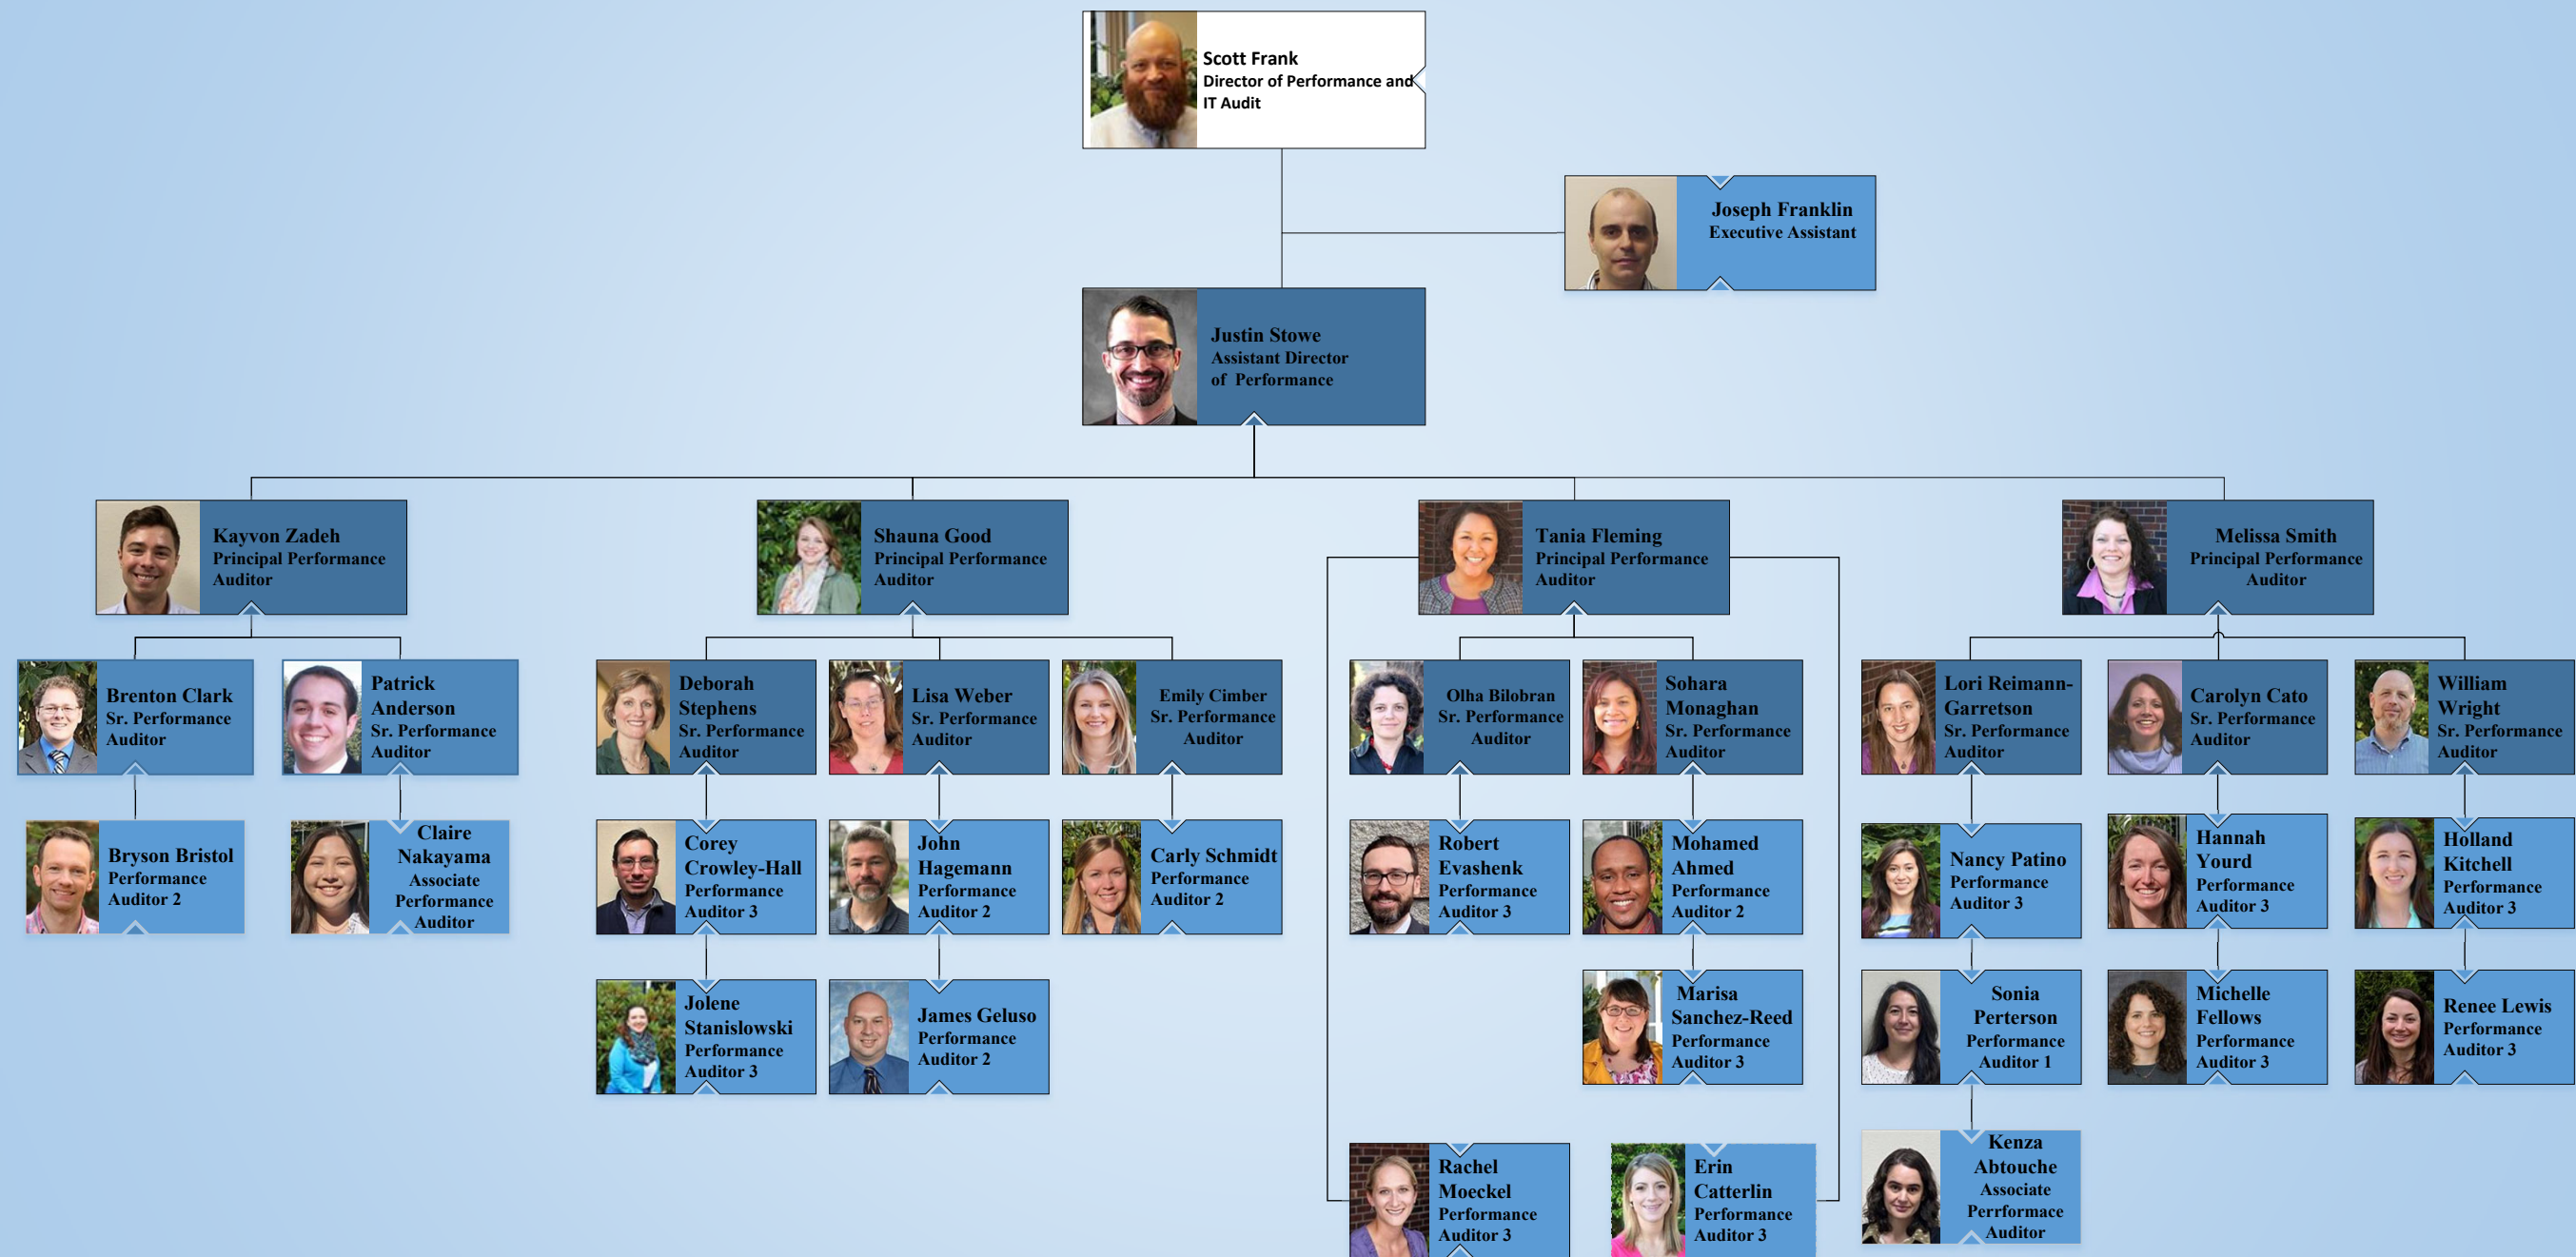 Scott Frank
Director of Performance and
IT Audit
Joseph Franklin
Executive Assistant
Justin Stowe
Assistant Director
of Performance
Kayvon Zadeh
Principal Performance
Auditor
Shauna Good
Principal Performance
Auditor
Tania Fleming
Principal Performance
Auditor
Melissa Smith
Principal Performance
Auditor
Brenton Clark
Sr. Performance
Auditor
Patrick
Anderson
Sr. Performance
Auditor
Deborah
Stephens
Sr. Performance
Auditor
Lisa Weber
Sr. Performance
Auditor
Emily Cimber
Sr. Performance
Auditor
Olha Bilobran
Sr. Performance
Auditor
Sohara
Monaghan
Sr. Performance
Auditor
Lori Reimann-
Garretson
Sr. Performance
Auditor
Carolyn Cato
Sr. Performance
Auditor
William
Wright
Sr. Performance
Auditor
Bryson Bristol
Performance
Auditor 2
Claire
Nakayama
Associate
Performance
Auditor
Corey
Crowley-Hall
Performance
Auditor 3
John
Hagemann
Performance
Auditor 2
Carly Schmidt
Performance
Auditor 2
Robert
Evashenk
Performance
Auditor 3
Mohamed
Ahmed
Performance
Auditor 2
Nancy Patino
Performance
Auditor 3
Hannah
Yourd
Performance
Auditor 3
Holland
Kitchell
Performance
Auditor 3
Jolene
Stanislowski
Performance
Auditor 3
James Geluso
Performance
Auditor 2
Marisa
Sanchez-Reed
Performance
Auditor 3
Sonia
Perterson
Performance
Auditor 1
Michelle
Fellows
Performance
Auditor 3
Renee Lewis
Performance
Auditor 3
Rachel
Moeckel
Performance
Auditor 3
Erin
Catterlin
Performance
Auditor 3
Kenza
Abtouche
Associate
Perrformace
Auditor